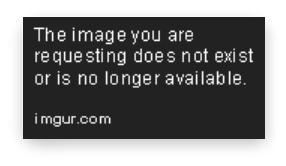 The image you are
requesting does not exist
or is no longer available.
imgur.com